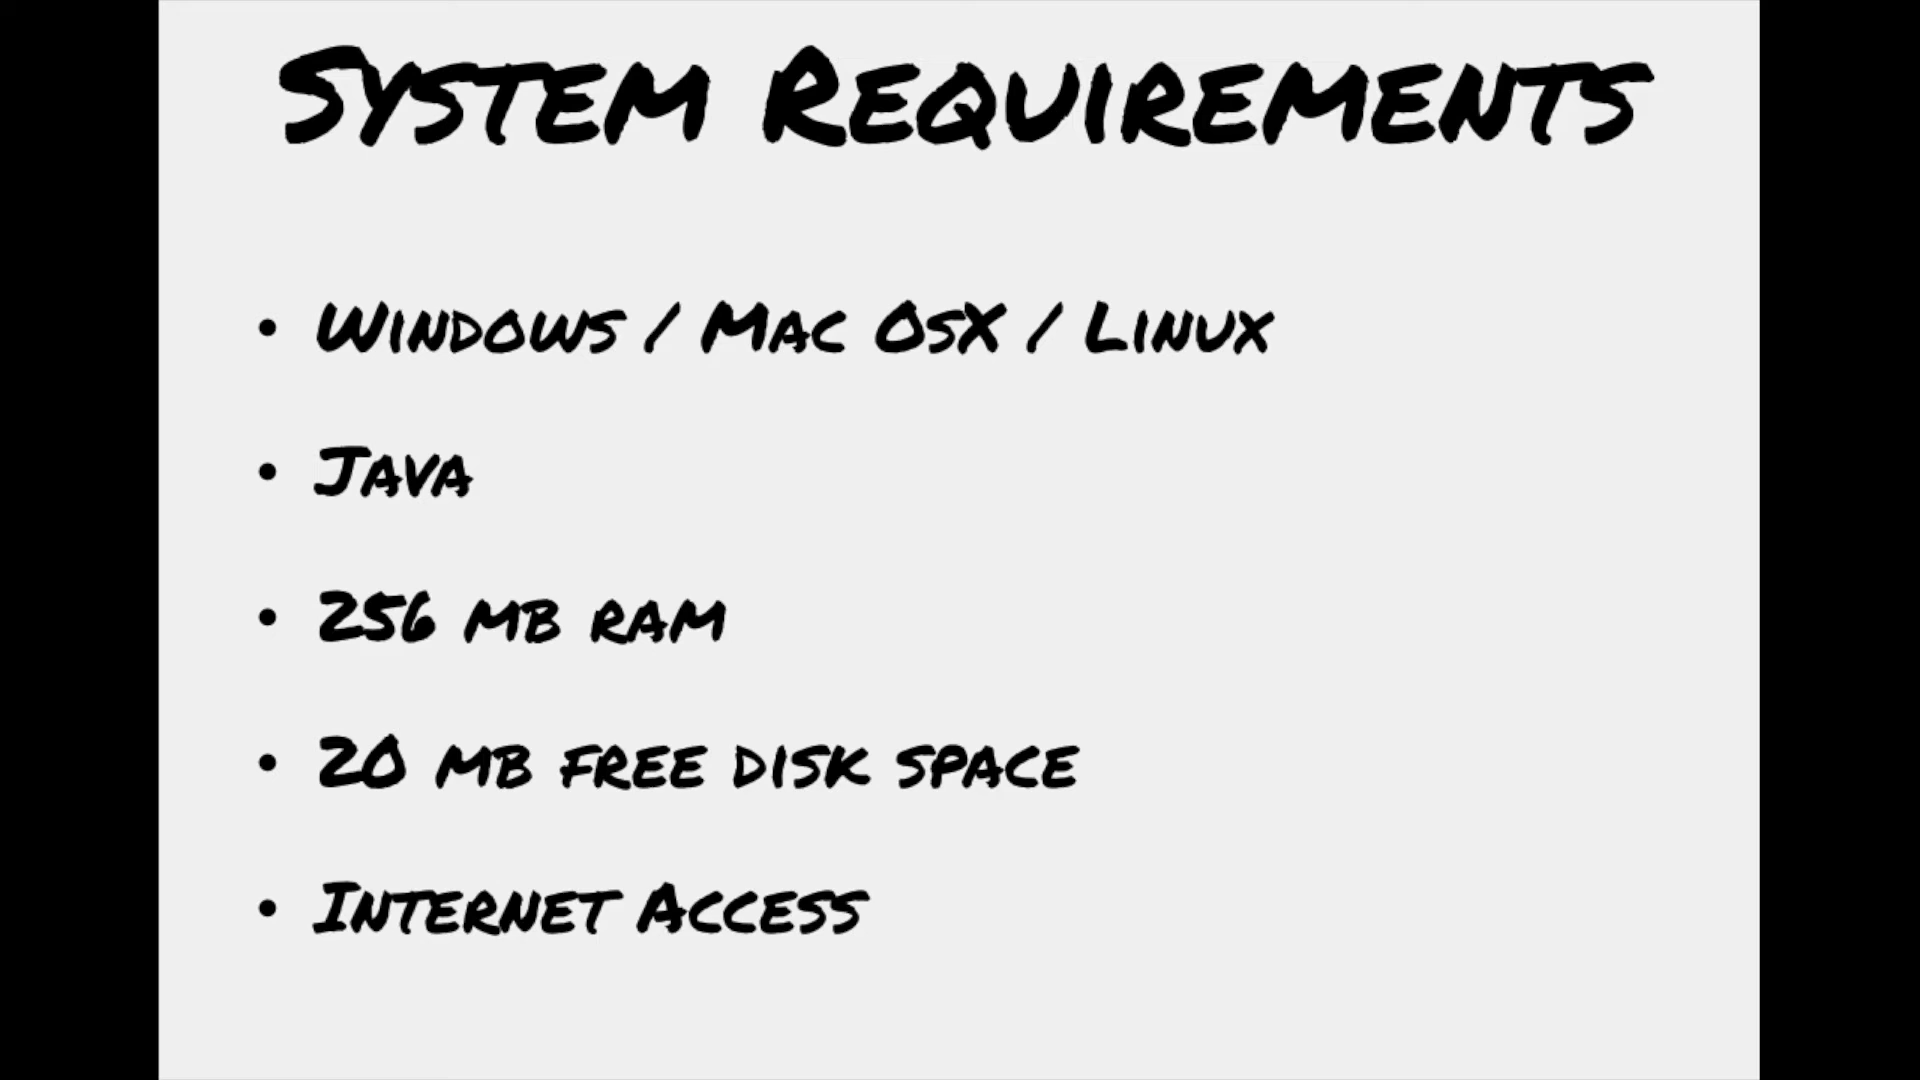 System Requirements
• Windows / Mac OsX / Linux
• Java
• 256 mb ram
• 20 mb free disk space
• Internet Access